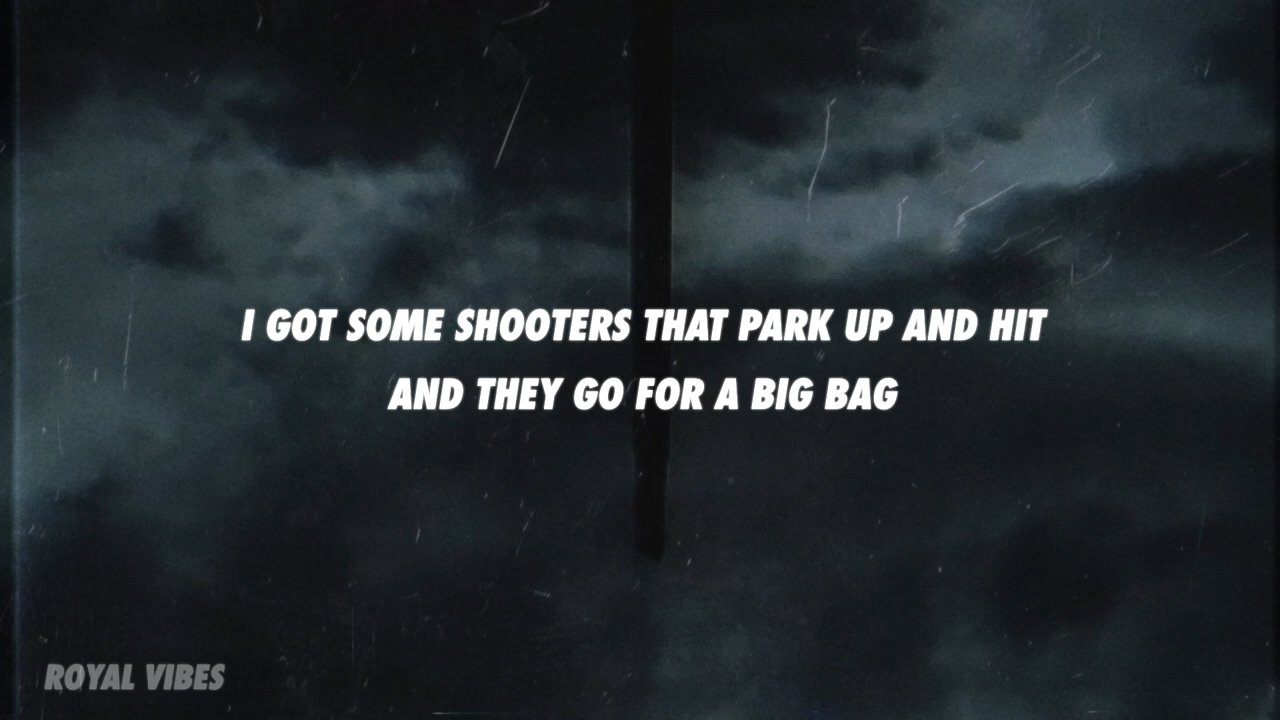 I GOT SOME SHOOTERS THAT PARK UP AND HIT
AND THEY GO FOR A BIG BAG
ROYAL VIBES